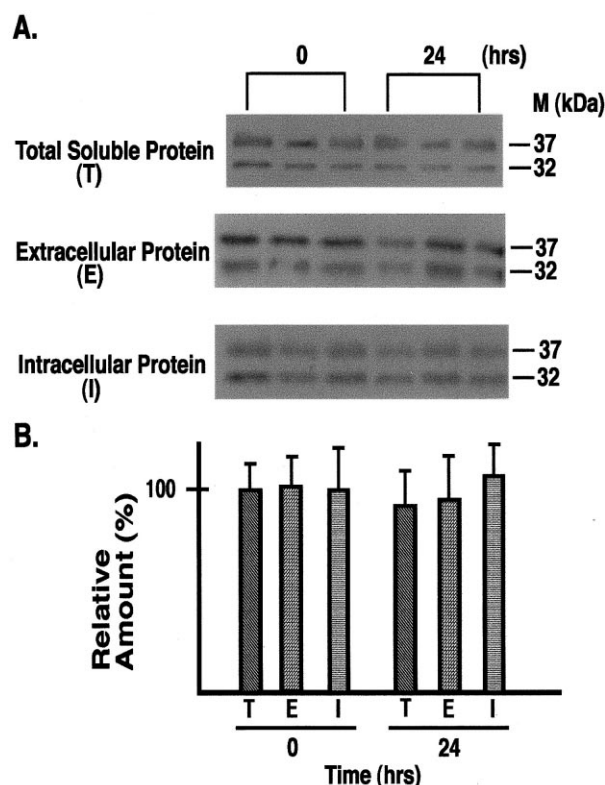 A.
0 24 (hrs)
M (kDa)
Total Soluble Protein
(T)
37
32
Extracellular Protein
(E)
37
32
Intracellular Protein
(I)
37
32
B.
Relative
Amount (%)
100
T E I T E I
0 24
Time (hrs)